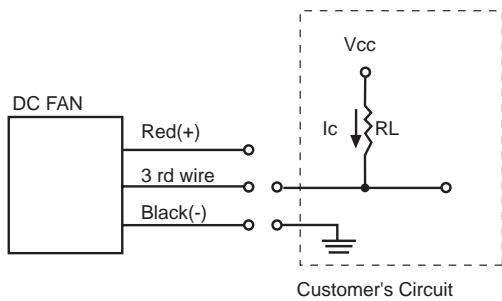 Vcc
DC FAN
Red(+)
Ic RL
3 rd wire
Black(-)
Customer's Circuit